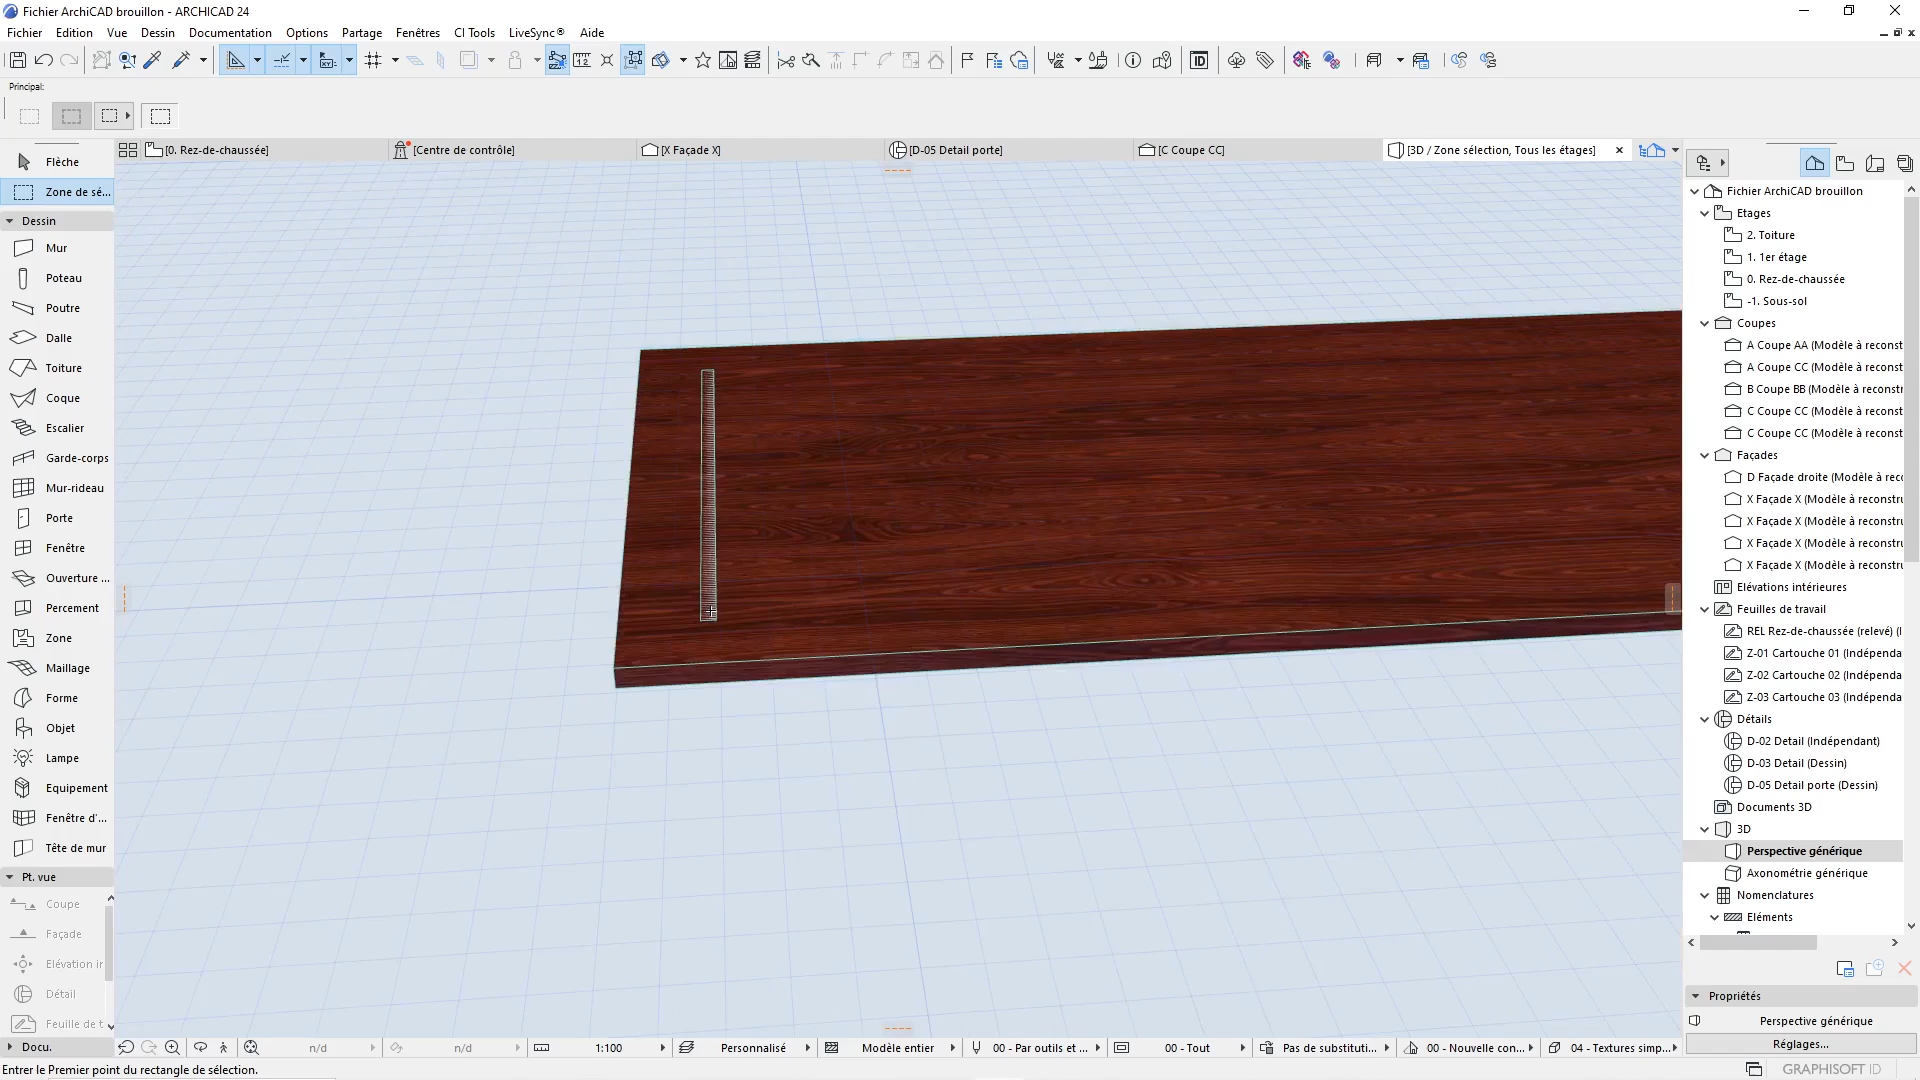 Fichier ArchiCAD brouillon - ARCHICAD 24
Fichier Edition Vue Dessin Documentation Options Partage Fenêtres CI Tools LiveSync® Aide
Principal:
[0. Rez-de-chaussée] [Centre de contrôle] [X Façade X] [D-05 Detail porte] [C Coupe CC] [3D / Zone sélection, Tous les étages]
Flèche
Zone de sé...
Dessin
Mur
Poteau
Poutre
Dalle
Toiture
Coque
Escalier
Garde-corps
Mur-rideau
Porte
Fenêtre
Ouverture ...
Percement
Zone
Maillage
Forme
Objet
Lampe
Equipement
Fenêtre d'...
Tête de mur
Pt. vue
Coupe
Façade
Elévation ir
Détail
Feuille de t
Docu.
Fichier ArchiCAD brouillon
Etages
2. Toiture
1. 1er étage
0. Rez-de-chaussée
-1. Sous-sol
Coupes
A Coupe AA (Modèle à reconst
A Coupe CC (Modèle à reconst
B Coupe BB (Modèle à reconst
C Coupe CC (Modèle à reconst
C Coupe CC (Modèle à reconst
Façades
D Façade droite (Modèle à reco
X Façade X (Modèle à reconstru
X Façade X (Modèle à reconstru
X Façade X (Modèle à reconstru
X Façade X (Modèle à reconstru
Elévations intérieures
Feuilles de travail
REL Rez-de-chaussée (relevé) (I
Z-01 Cartouche 01 (Indépenda
Z-02 Cartouche 02 (Indépenda
Z-03 Cartouche 03 (Indépenda
Détails
D-02 Detail (Indépendant)
D-03 Detail (Dessin)
D-05 Detail porte (Dessin)
Documents 3D
3D
Perspective générique
Axonométrie générique
Nomenclatures
Eléments
Propriétés
Perspective générique
Réglages...
n/d n/d 1:100 Personnalisé Modèle entier 00 - Par outils et ... 00 - Tout Pas de substituti... 00 - Nouvelle con... 04 - Textures simp...
Entrer le Premier point du rectangle de sélection.
GRAPHISOFT ID